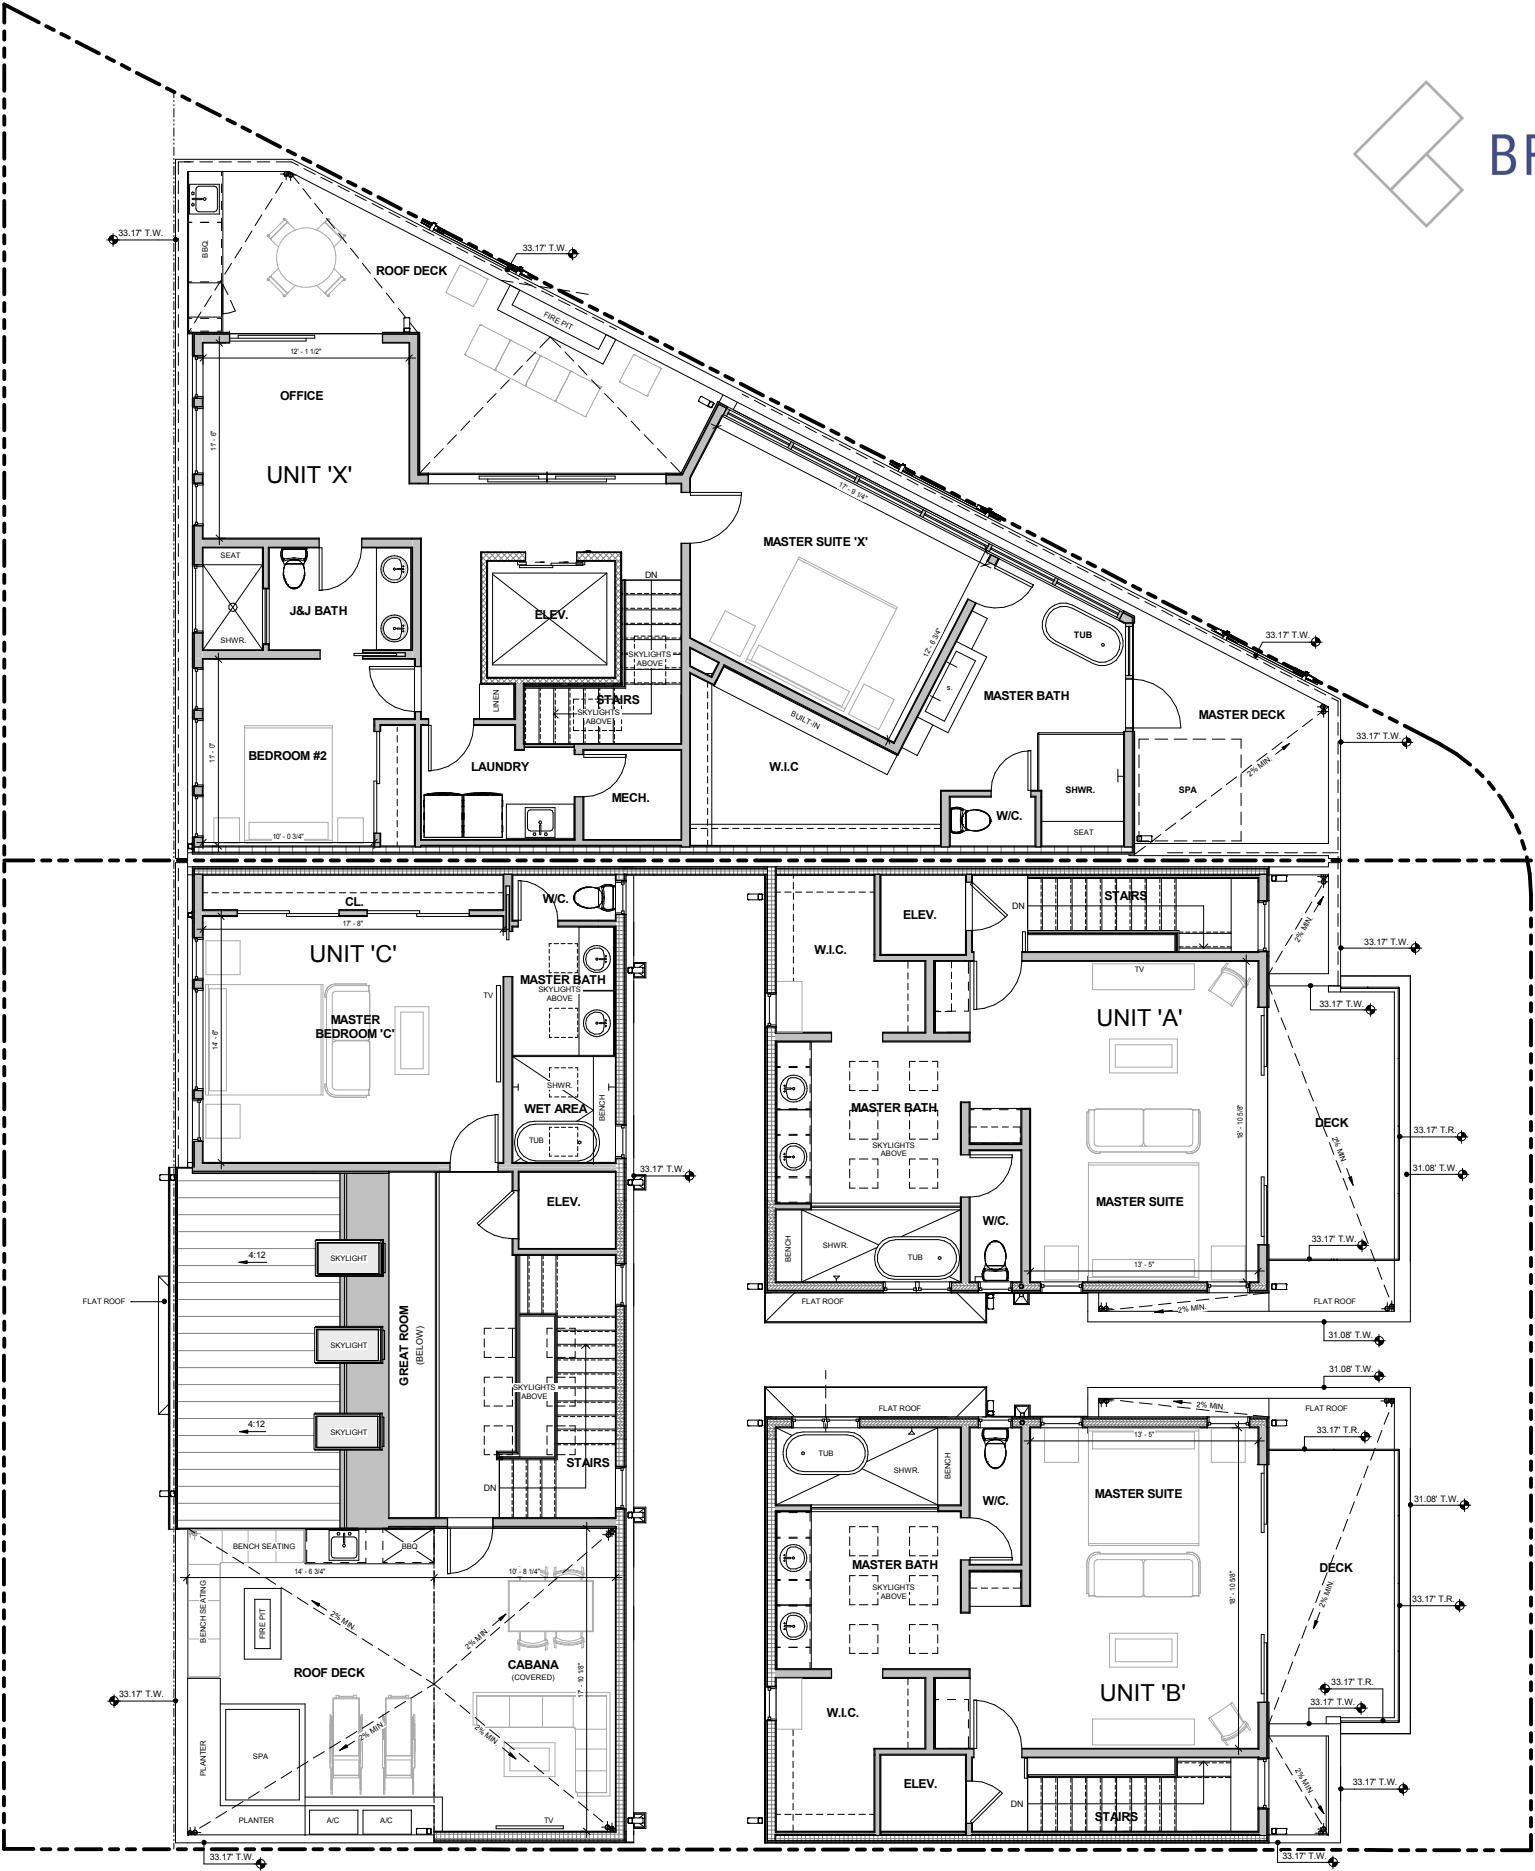 BF
33.17' T.W.
33.17' T.W.
BBQ.
ROOF DECK
FIRE PIT
12' - 1 1/2"
OFFICE
11' - 6"
UNIT 'X'
17' - 9 1/4"
MASTER SUITE 'X'
SEAT
J&J BATH
SHWR.
ELEV.
DN
SKYLIGHTS
ABOVE
12' - 6 3/4"
TUB
33.17' T.W.
LINEN
STAIRS
SKYLIGHTS
ABOVE
S.
MASTER BATH
BUILT-IN
MASTER DECK
33.17' T.W.
11' - 0"
BEDROOM #2
LAUNDRY
W.I.C
2% MIN.
MECH.
SHWR.
SPA
W/C.
10' - 0 3/4"
SEAT
CL.
W/C.
17' - 8"
UNIT 'C'
ELEV.
DN
STAIRS
W.I.C.
2% MIN.
33.17' T.W.
MASTER BATH
SKYLIGHTS
ABOVE
TV
TV
33.17' T.W.
MASTER
BEDROOM 'C'
UNIT 'A'
14' - 6"
SHWR.
WET AREA
BENCH
TUB
MASTER BATH
SKYLIGHTS
ABOVE
18' - 10 5/8"
DECK
2% MIN.
33.17' T.R.
31.08' T.W.
33.17' T.W.
ELEV.
MASTER SUITE
W/C.
BENCH
SHWR.
TUB
33.17' T.W.
13' - 5"
4:12
SKYLIGHT
FLAT ROOF
FLAT ROOF
2% MIN.
FLAT ROOF
GREAT ROOM
(BELOW)
SKYLIGHT
31.08' T.W.
SKYLIGHTS
ABOVE
31.08' T.W.
4:12
SKYLIGHT
FLAT ROOF
2% MIN.
FLAT ROOF
33.17' T.R.
13' - 5"
TUB
SHWR.
BENCH
STAIRS
DN
W/C.
MASTER SUITE
31.08' T.W.
BENCH SEATING
BBQ
14' - 6 3/4"
10' - 8 1/4"
MASTER BATH
SKYLIGHTS
ABOVE
DECK
2% MIN.
18' - 10 5/8"
33.17' T.R.
BENCH SEATING
FIRE PIT
2% MIN.
2% MIN.
ROOF DECK
CABANA
(COVERED)
17' - 10 1/8"
33.17' T.W.
UNIT 'B'
33.17' T.R.
33.17' T.W.
W.I.C.
2% MIN.
2% MIN.
SPA
PLANTER
ELEV.
DN
STAIRS
2% MIN.
33.17' T.W.
PLANTER
A/C
A/C
TV
33.17' T.W.
33.17' T.W.